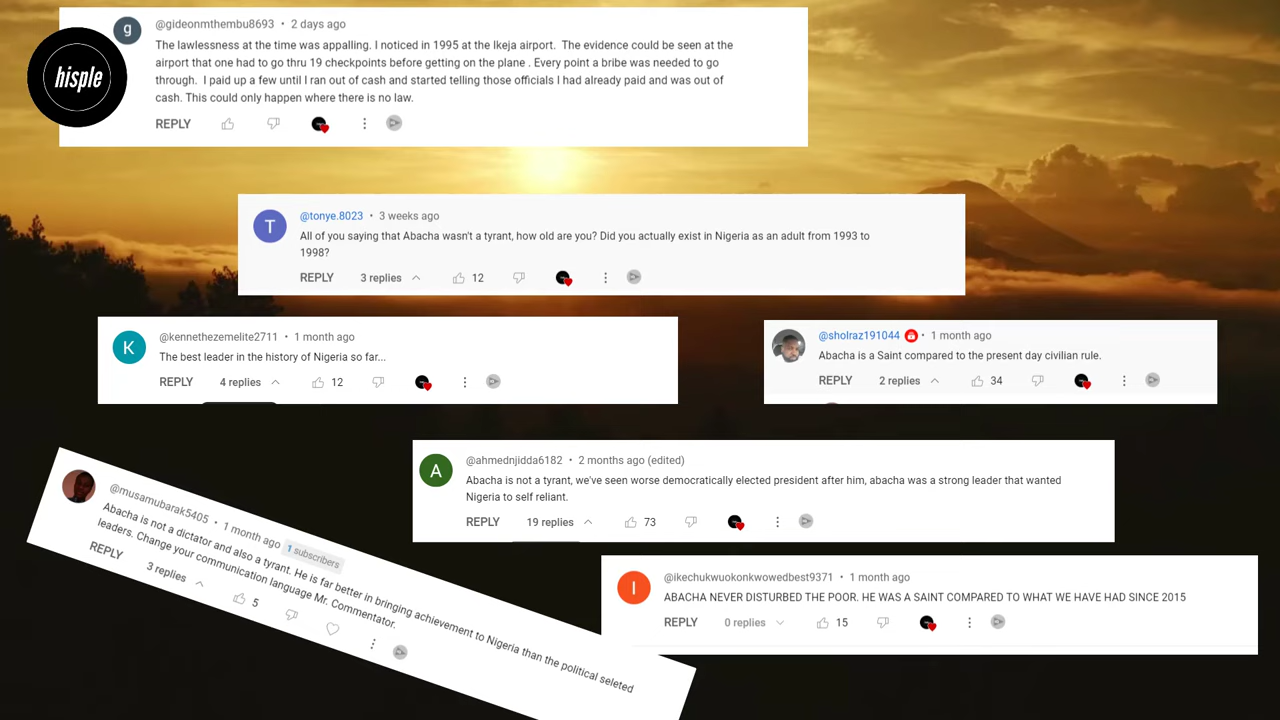 hisple
g
@gideonmthembu8693 • 2 days ago
The lawlessness at the time was appalling. I noticed in 1995 at the Ikeja airport. The evidence could be seen at the
airport that one had to go thru 19 checkpoints before getting on the plane . Every point a bribe was needed to go
through. I paid up a few until I ran out of cash and started telling those officials I had already paid and was out of
cash. This could only happen where there is no law.
REPLY
T
@tonye.8023 • 3 weeks ago
All of you saying that Abacha wasn't a tyrant, how old are you? Did you actually exist in Nigeria as an adult from 1993 to
1998?
REPLY 3 replies 12
K
@kennethezemelite2711 • 1 month ago
The best leader in the history of Nigeria so far...
REPLY 4 replies 12
@sholraz191044 • 1 month ago
Abacha is a Saint compared to the present day civilian rule.
REPLY 2 replies 34
A
@ahmednjidda6182 • 2 months ago (edited)
Abacha is not a tyrant, we've seen worse democratically elected president after him, abacha was a strong leader that wanted
Nigeria to self reliant.
REPLY 19 replies 73
@musamubarak5405 • 1 month ago 1 subscribers
Abacha is not a dictator and also a tyrant. He is far better in bringing achievement to Nigeria than the political seleted
leaders. Change your communication language Mr. Commentator.
REPLY 3 replies 5
I
@ikechukwuokonkwowedbest9371 • 1 month ago
ABACHA NEVER DISTURBED THE POOR. HE WAS A SAINT COMPARED TO WHAT WE HAVE HAD SINCE 2015
REPLY 0 replies 15